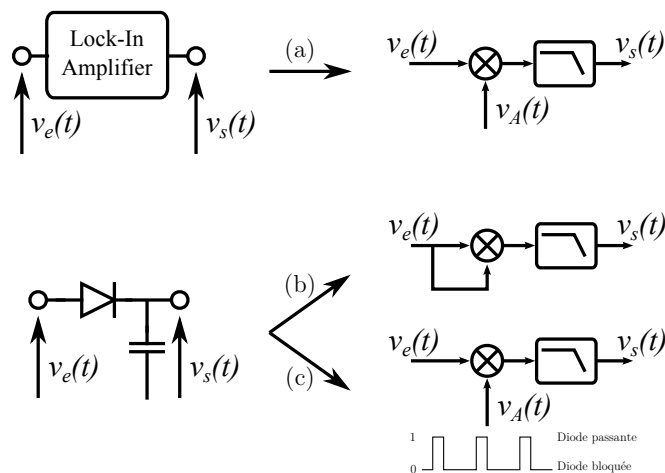 Lock-In
Amplifier
(a)
v_e(t)
v_s(t)
v_e(t)
v_s(t)
v_A(t)
v_e(t)
v_s(t)
(b)
(c)
v_e(t)
v_s(t)
v_e(t)
v_s(t)
v_A(t)
1
Diode passante
0
Diode bloquée